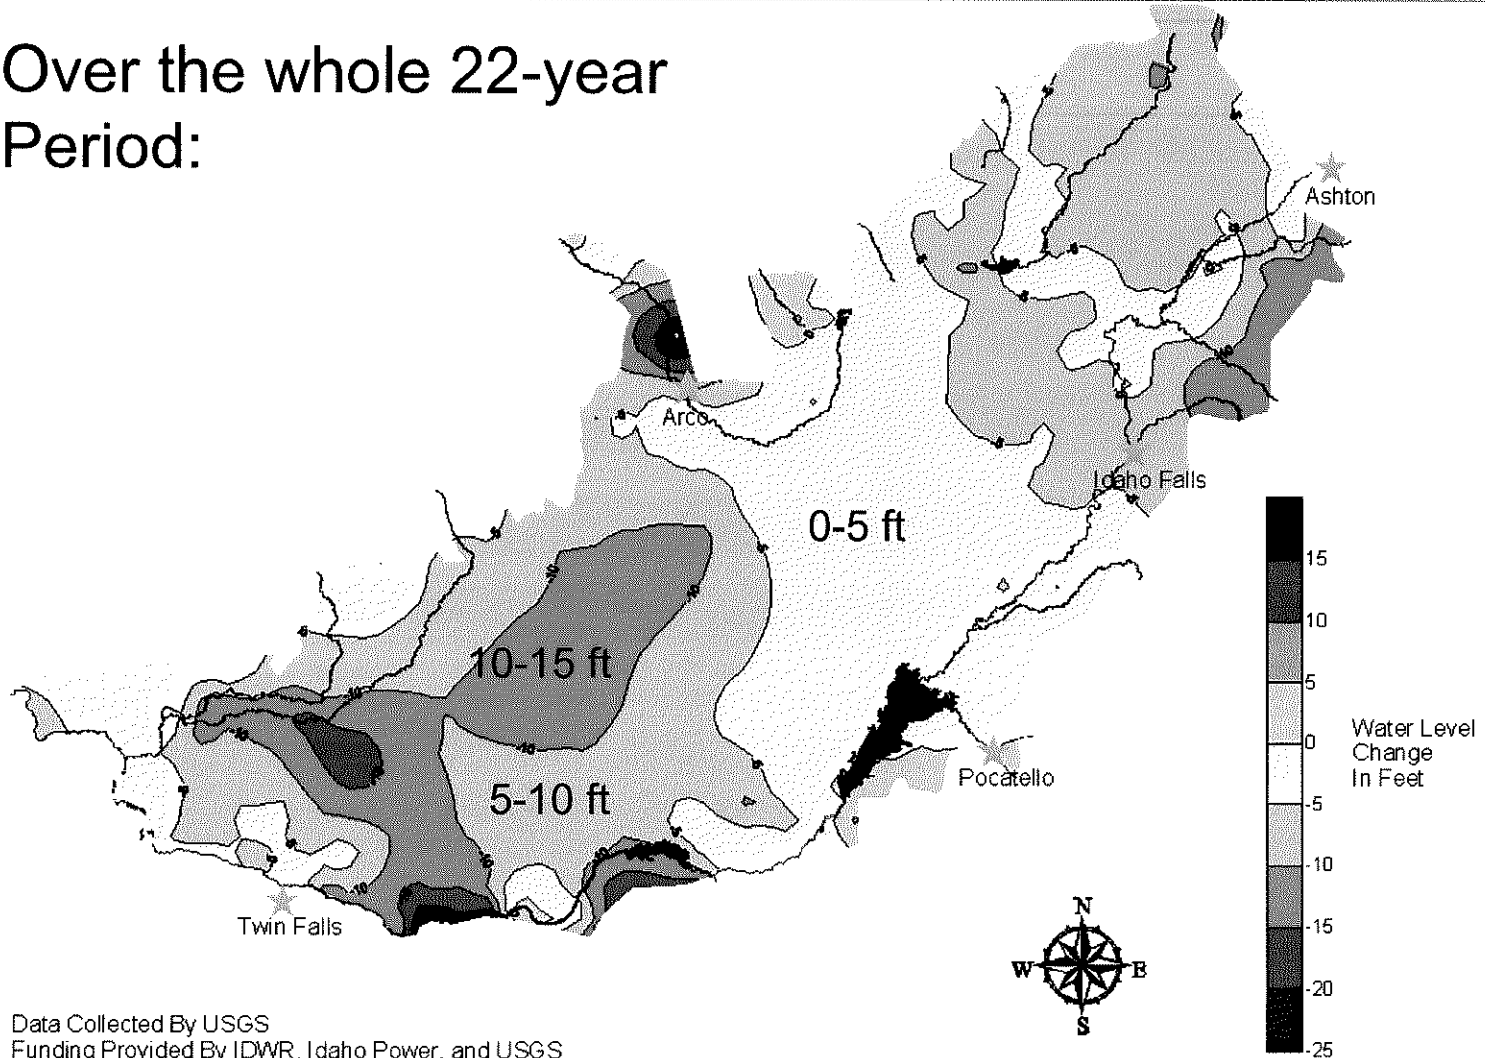 Over the whole 22-year
Period:
Ashton
Arco
Idaho Falls
0-5 ft
10-15 ft
5-10 ft
Pocatello
Twin Falls
15
10
5
0
-5
-10
-15
-20
-25
Water Level
Change
In Feet
N
W E
S
Data Collected By USGS
Funding Provided By IDWR, Idaho Power, and USGS